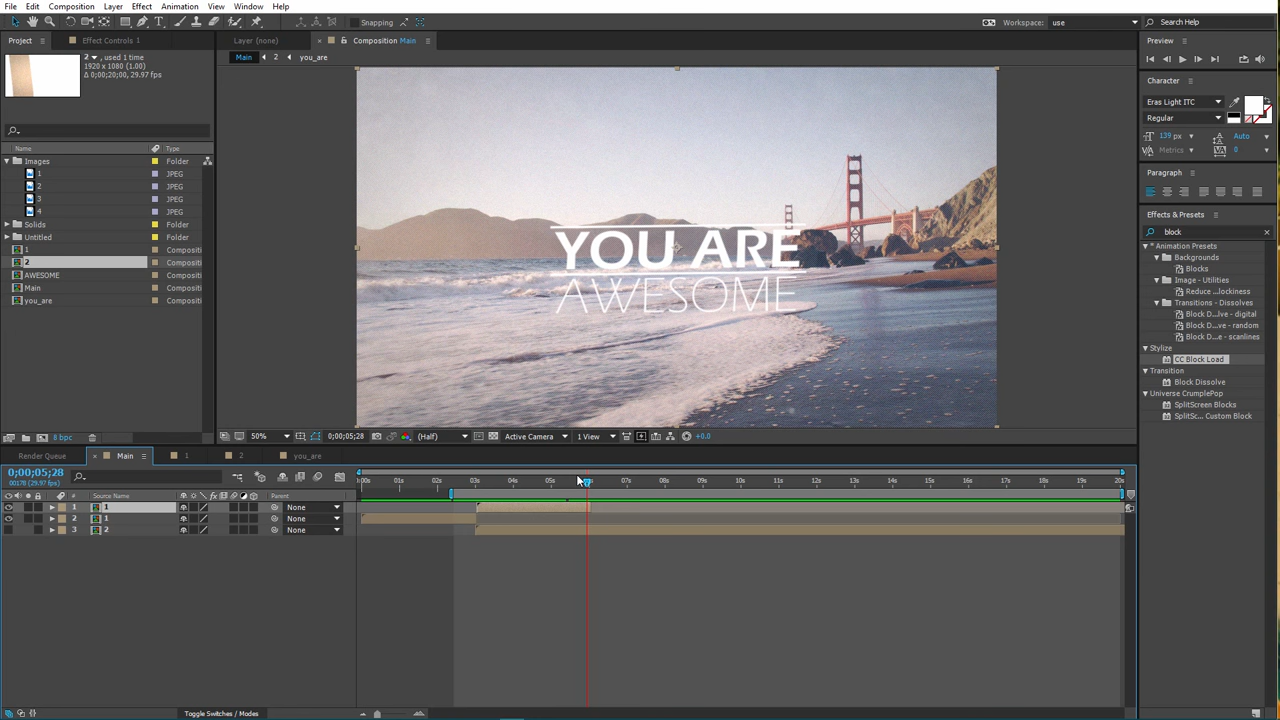 File Edit Composition Layer Effect Animation View Window Help
Snapping
Workspace: use
Search Help
Project
Effect Controls 1
Layer (none)
Composition Main
Preview
2 , used 1 time
1920 x 1080 (1.00)
Δ 0;00;20;00, 29.97 fps
Main 2 you_are
Character
Eras Light ITC
Regular
139 px Auto
Metrics 0
Paragraph
Effects & Presets
block
Name Type
Images Folder
1 JPEG
2 JPEG
3 JPEG
4 JPEG
Solids Folder
Untitled Folder
1 Compositi
2 Compositi
AWESOME Compositi
Main Compositi
you_are Compositi
YOU ARE
AWESOME
* Animation Presets
Backgrounds
Blocks
Image - Utilities
Reduce ...lockiness
Transitions - Dissolves
Block D...lve - digital
Block D...ve - random
Block D...e - scanlines
Stylize
CC Block Load
Transition
Block Dissolve
Universe CrumplePop
SplitScreen Blocks
SplitSc... Custom Block
8 bpc
50% 0;00;05;28 (Half) Active Camera 1 View +0.0
Render Queue Main 1 2 you_are
0;00;05;28
00178 (29.97 fps)
:00s 01s 02s 03s 04s 05s 06s 07s 08s 09s 10s 11s 12s 13s 14s 15s 16s 17s 18s 19s 20s
# Source Name Parent
1 1 None
2 1 None
3 2 None
Toggle Switches / Modes